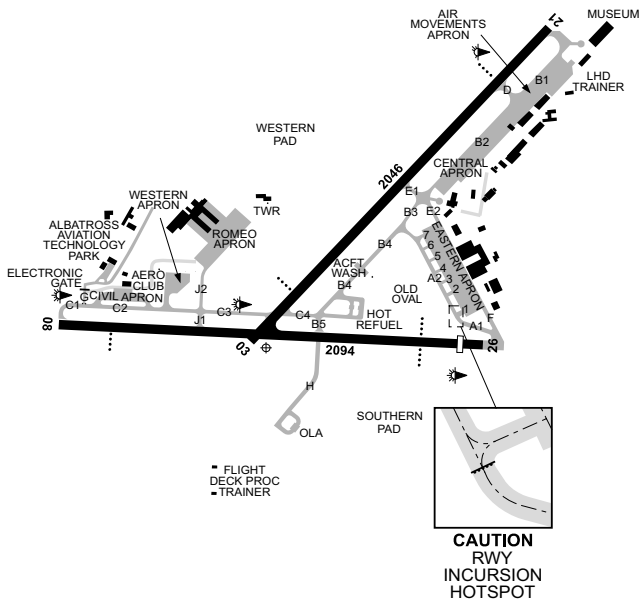 21
MUSEUM
AIR
MOVEMENTS
APRON
B1
LHD
TRAINER
D
WESTERN
PAD
B2
2046
CENTRAL
APRON
WESTERN
APRON
E1
TWR
B3
E2
ALBATROSS
AVIATION
TECHNOLOGY
PARK
ROMEO
APRON
B4
7
6
5
4
3
2
1
EASTERN APRON
A2
ELECTRONIC
GATE
AERO
CLUB
ACFT
WASH
B4
OLD
OVAL
J2
G
CIVIL APRON
C1
C2
C3
C4
J1
B5
HOT
REFUEL
A1
F
08
03
2094
26
H
OLA
SOUTHERN
PAD
FLIGHT
DECK PROC
TRAINER
CAUTION
RWY
INCURSION
HOTSPOT